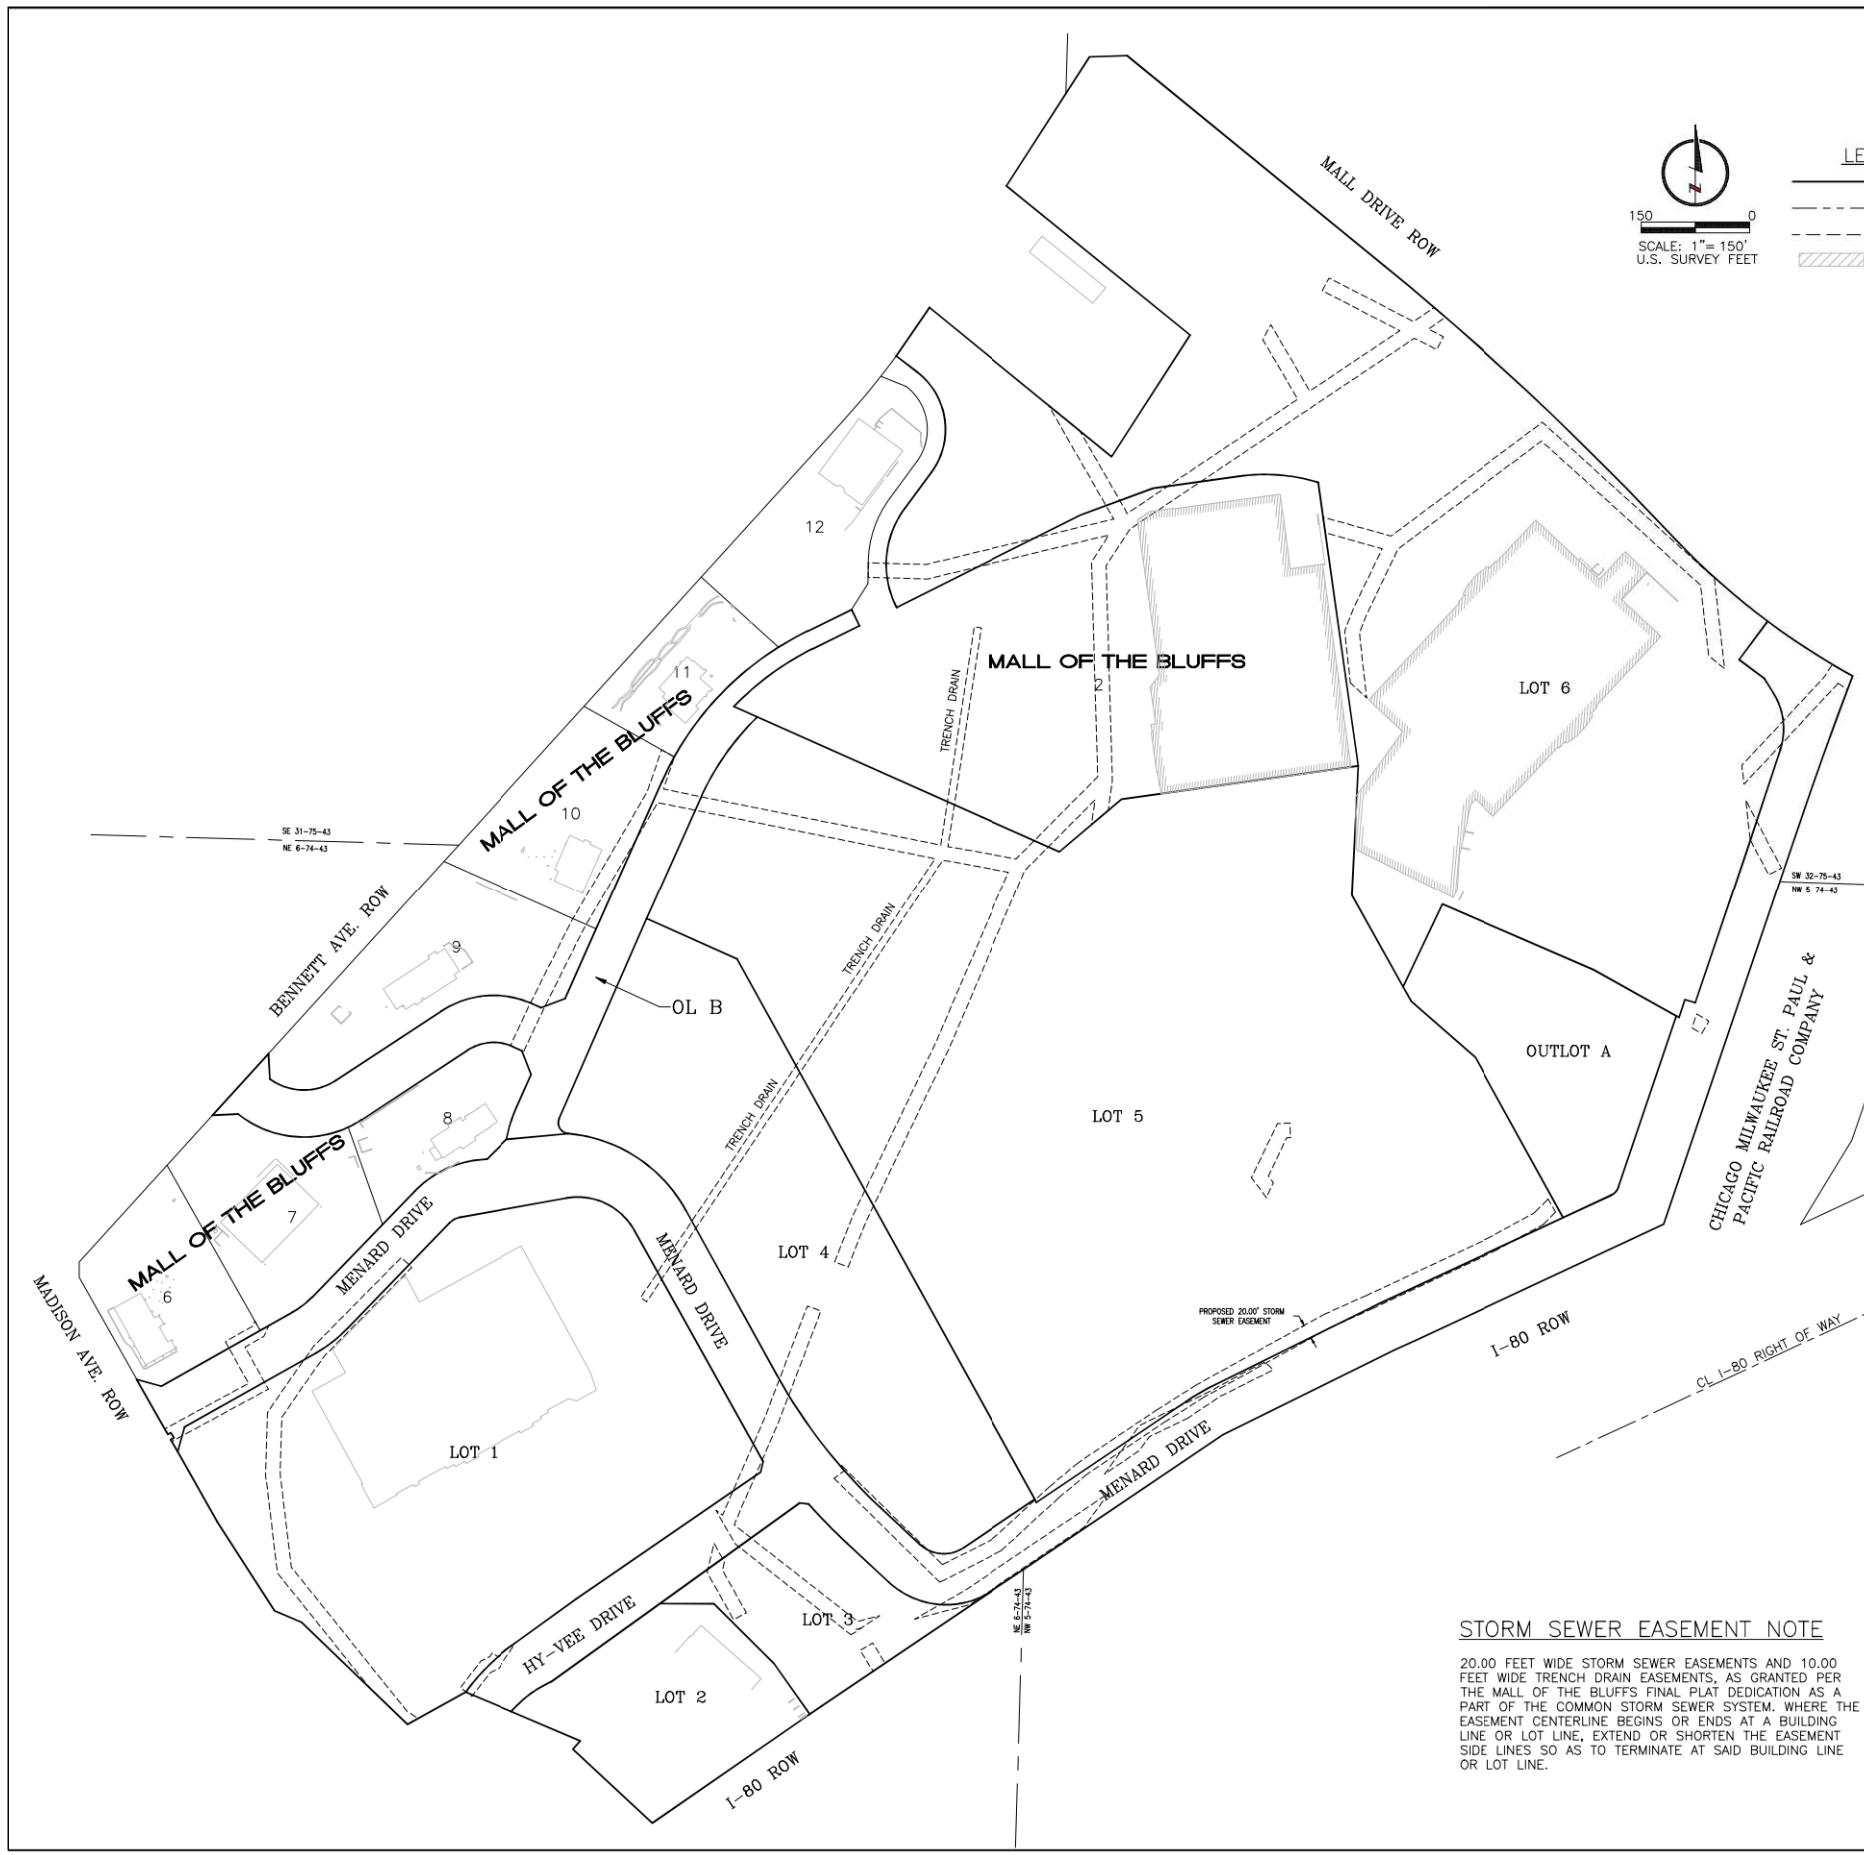 MALL DRIVE ROW
LE
150 0
SCALE: 1"= 150'
U.S. SURVEY FEET
12
MALL OF THE BLUFFS
2
TRENCH DRAIN
LOT 6
11
MALL OF THE BLUFFS
10
SE 31-75-43
NE 6-74-43
SW 32-75-43
NW 5 74-43
BENNETT AVE. ROW
9
TRENCH DRAIN
OL B
OUTLOT A
CHICAGO MILWAUKEE ST. PAUL &
PACIFIC RAILROAD COMPANY
8
TRENCH DRAIN
LOT 5
MALL OF THE BLUFFS
7
MENARD DRIVE
MENARD DRIVE
LOT 4
6
MADISON AVE. ROW
PROPOSED 20.00' STORM
SEWER EASEMENT
I-80 ROW
CL I-80 RIGHT OF WAY
LOT 1
MENARD DRIVE
NE 6-74-43
NW 5-74-43
LOT 3
HY-VEE DRIVE
LOT 2
I-80 ROW
STORM SEWER EASEMENT NOTE
20.00 FEET WIDE STORM SEWER EASEMENTS AND 10.00
FEET WIDE TRENCH DRAIN EASEMENTS, AS GRANTED PER
THE MALL OF THE BLUFFS FINAL PLAT DEDICATION AS A
PART OF THE COMMON STORM SEWER SYSTEM. WHERE THE
EASEMENT CENTERLINE BEGINS OR ENDS AT A BUILDING
LINE OR LOT LINE, EXTEND OR SHORTEN THE EASEMENT
SIDE LINES SO AS TO TERMINATE AT SAID BUILDING LINE
OR LOT LINE.